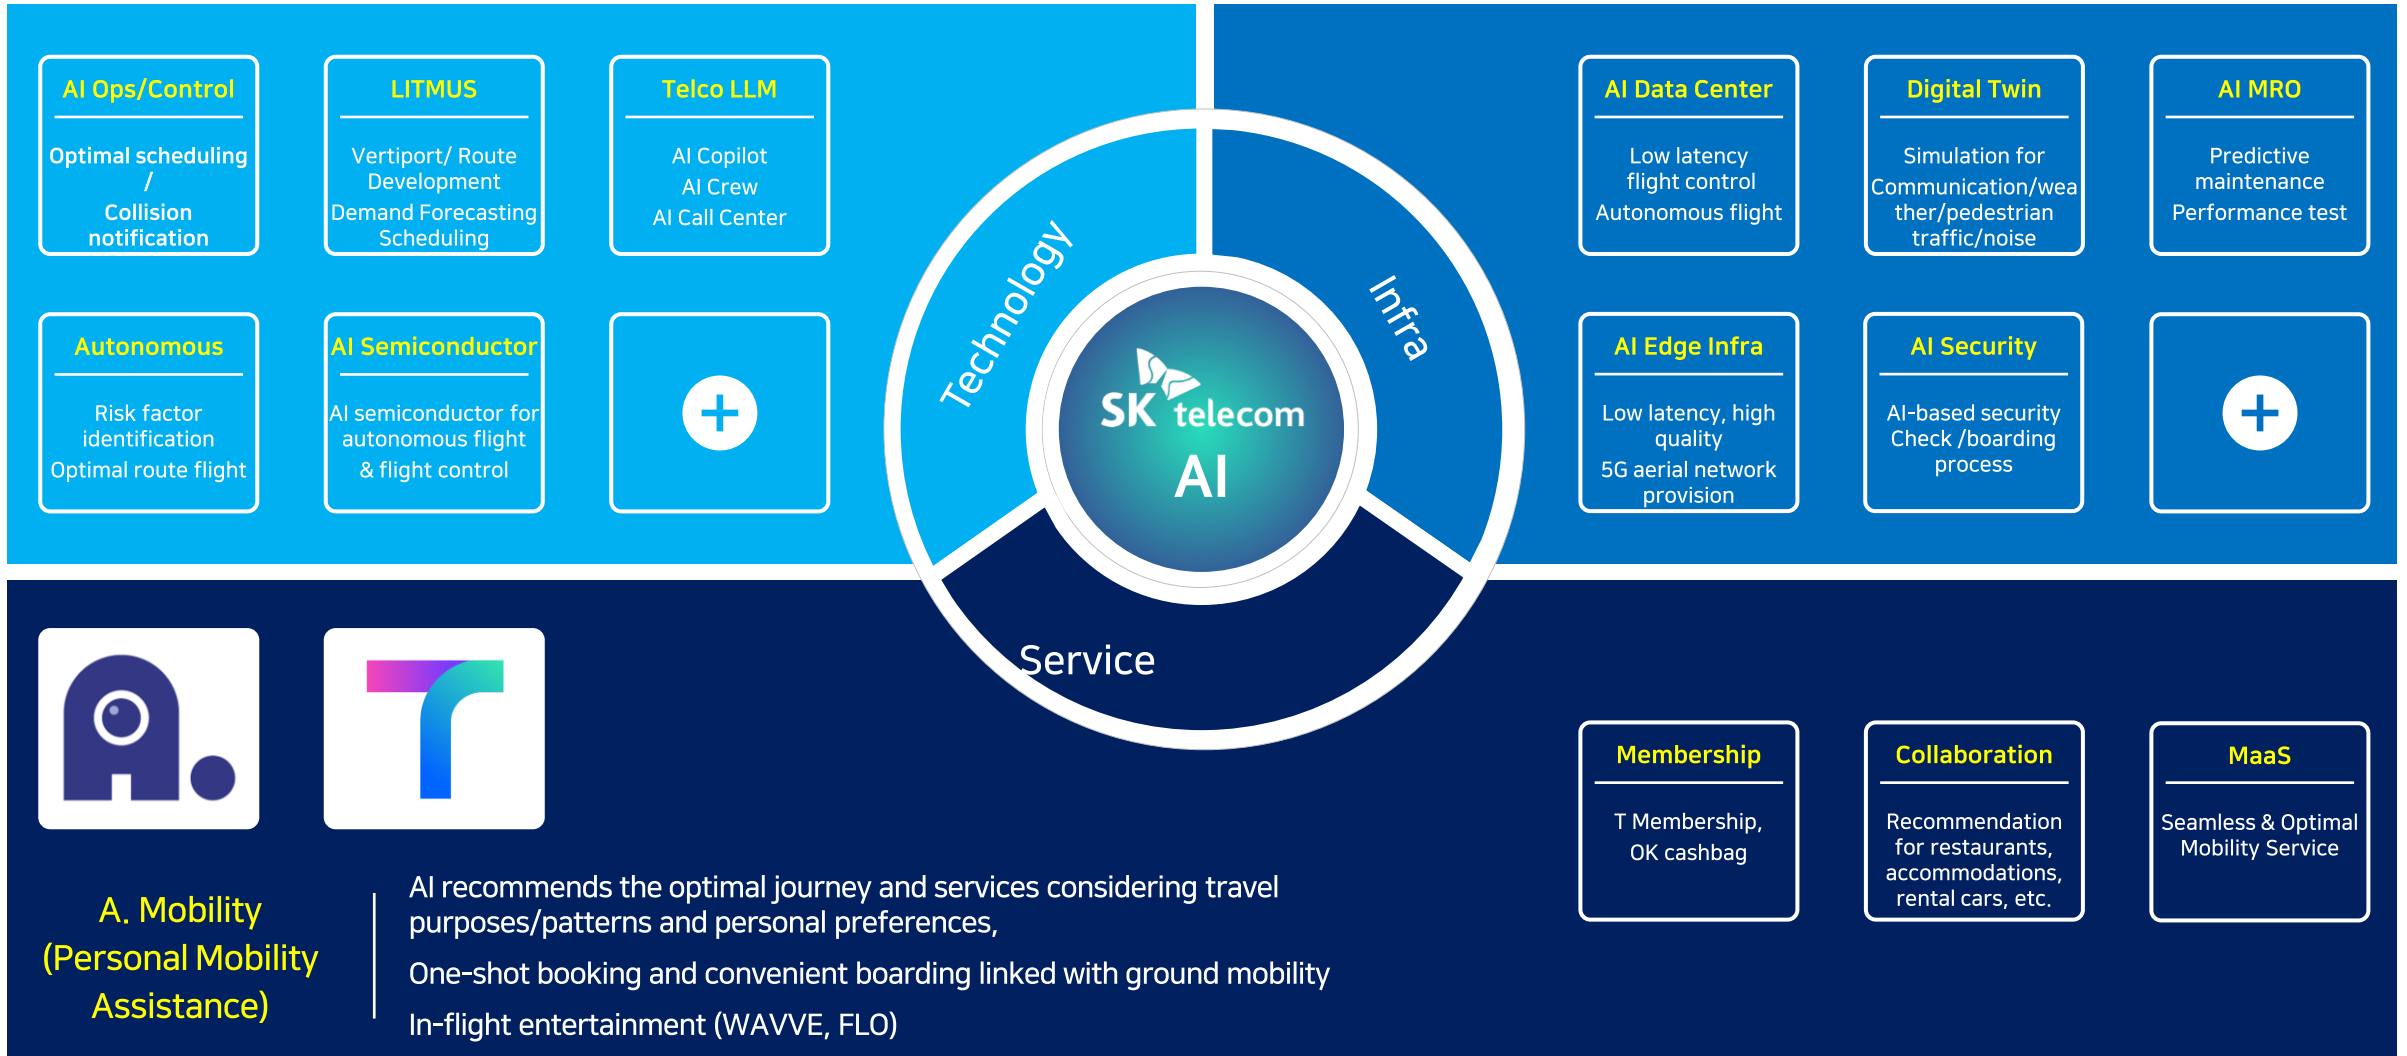 AI Ops/Control
Optimal scheduling
/
Collision
notification
LITMUS
Vertiport/ Route
Development
Demand Forecasting
Scheduling
Telco LLM
AI Copilot
AI Crew
AI Call Center
Autonomous
Risk factor
identification
Optimal route flight
AI Semiconductor
AI semiconductor for
autonomous flight
& flight control
+
Technology
Infra
Service
SK telecom
AI
AI Data Center
Low latency
flight control
Autonomous flight
Digital Twin
Simulation for
Communication/wea
ther/pedestrian
traffic/noise
AI MRO
Predictive
maintenance
Performance test
AI Edge Infra
Low latency, high
quality
5G aerial network
provision
AI Security
AI-based security
Check /boarding
process
+
A.
T
A. Mobility
(Personal Mobility
Assistance)
AI recommends the optimal journey and services considering travel
purposes/patterns and personal preferences,
One-shot booking and convenient boarding linked with ground mobility
In-flight entertainment (WAVVE, FLO)
Membership
T Membership,
OK cashbag
Collaboration
Recommendation
for restaurants,
accommodations,
rental cars, etc.
MaaS
Seamless & Optimal
Mobility Service